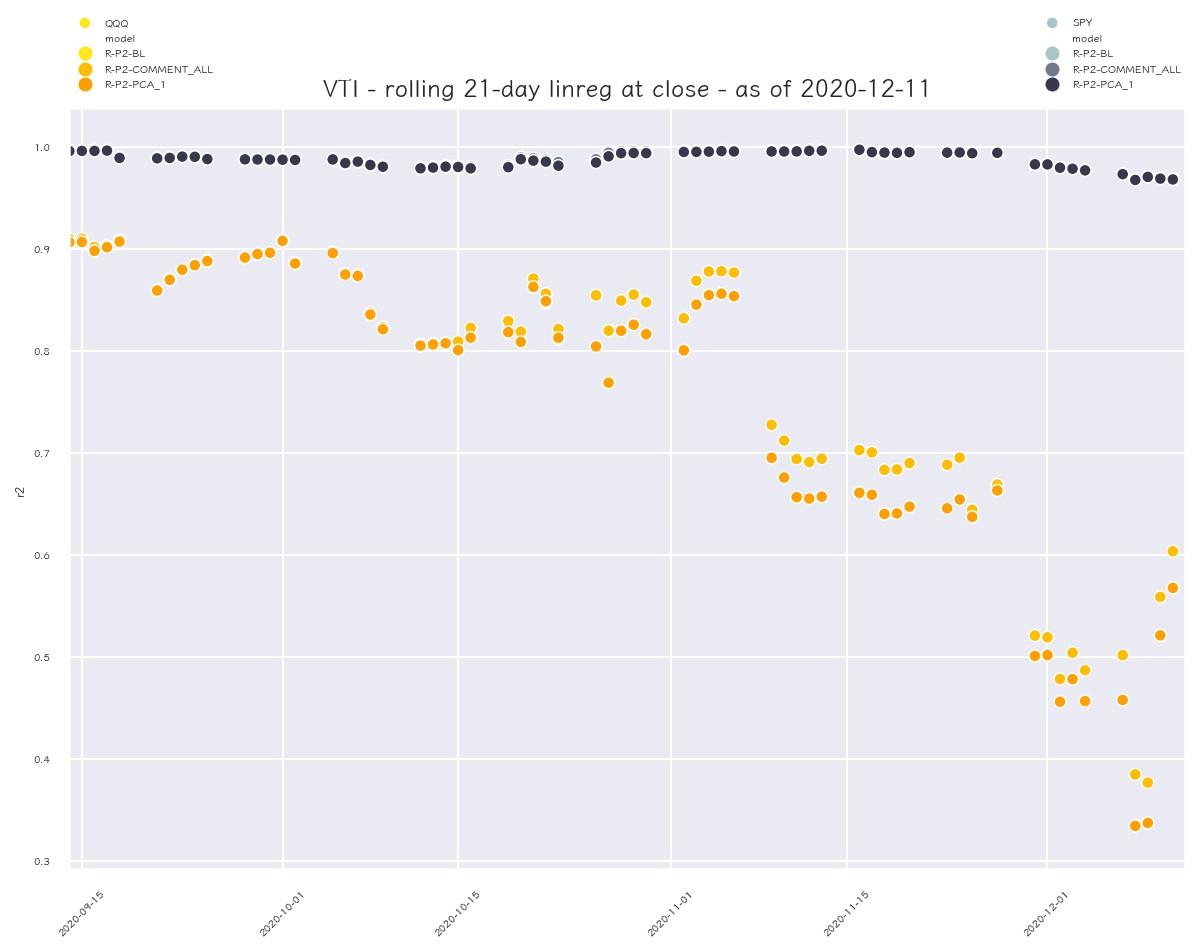 QQQ
model
R-P2-BL
R-P2-COMMENT_ALL
R-P2-PCA_1
SPY
model
R-P2-BL
R-P2-COMMENT_ALL
R-P2-PCA_1
VTI - rolling 21-day linreg at close - as of 2020-12-11
1.0
0.9
0.8
0.7
0.6
0.5
0.4
0.3
r2
2020-09-15
2020-10-01
2020-10-15
2020-11-01
2020-11-15
2020-12-01